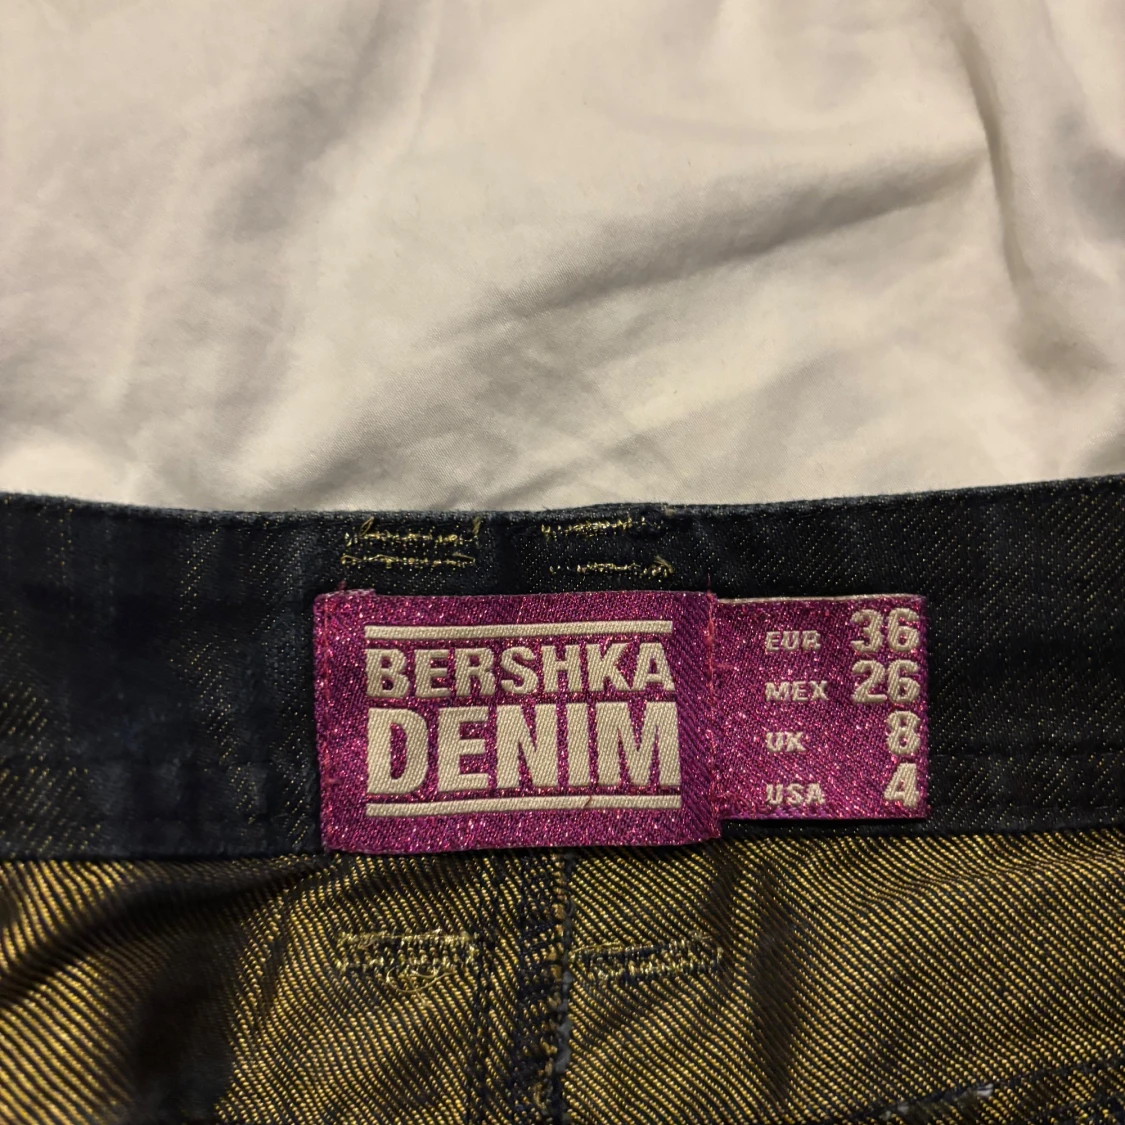 BERSHKA
DENIM
EUR 36
MEX 26
UK 8
USA 4